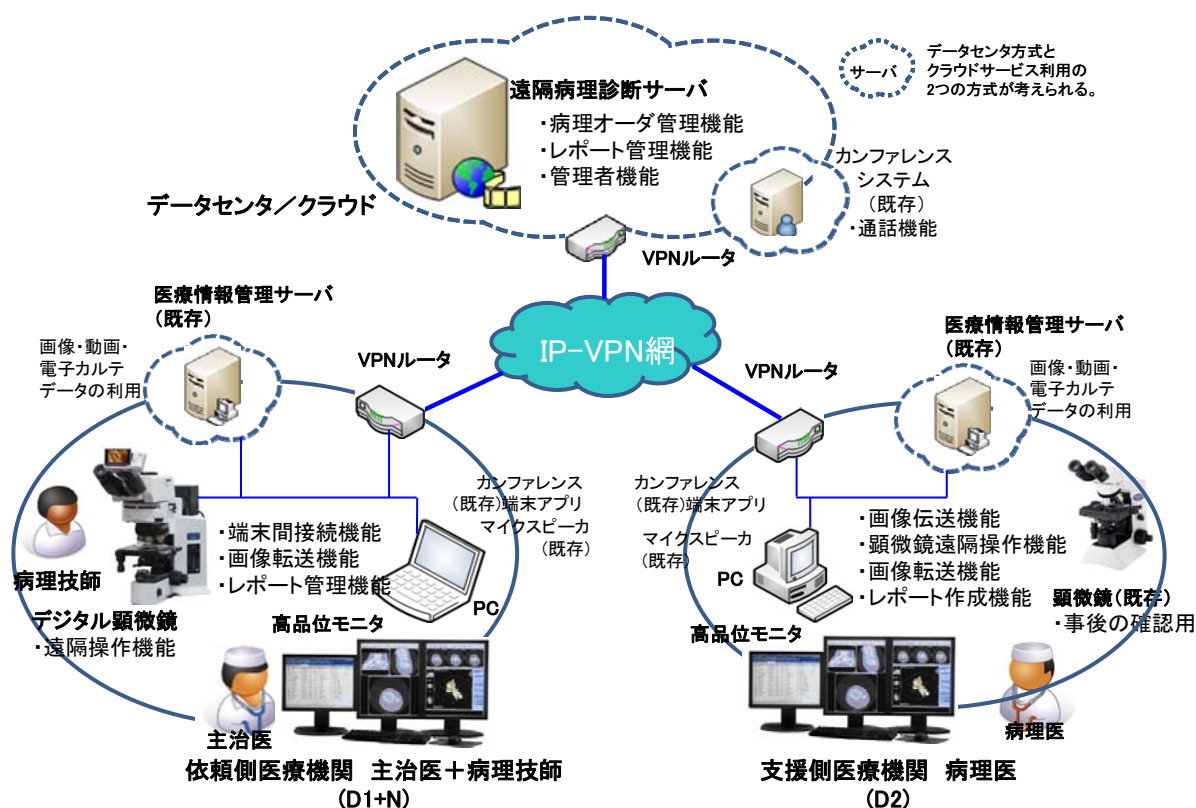 データセンタ方式と
クラウドサービス利用の
2つの方式が考えられる。
サーバ
遠隔病理診断サーバ
・病理オーダ管理機能
・レポート管理機能
・管理者機能
カンファレンス
システム
(既存)
・通話機能
データセンタ／クラウド
VPNルータ
IP-VPN網
医療情報管理サーバ
(既存)
画像・動画・
電子カルテ
データの利用
VPNルータ
病理技師
デジタル顕微鏡
・遠隔操作機能
・端末間接続機能
・画像転送機能
・レポート管理機能
カンファレンス
(既存)端末アプリ
マイクスピーカ
(既存)
PC
高品位モニタ
主治医
依頼側医療機関　主治医＋病理技師
(D1+N)
VPNルータ
医療情報管理サーバ
(既存)
画像・動画・
電子カルテ
データの利用
カンファレンス
(既存)端末アプリ
マイクスピーカ
(既存)
PC
・画像伝送機能
・顕微鏡遠隔操作機能
・画像転送機能
・レポート作成機能
顕微鏡(既存)
・事後の確認用
高品位モニタ
病理医
支援側医療機関　病理医
(D2)